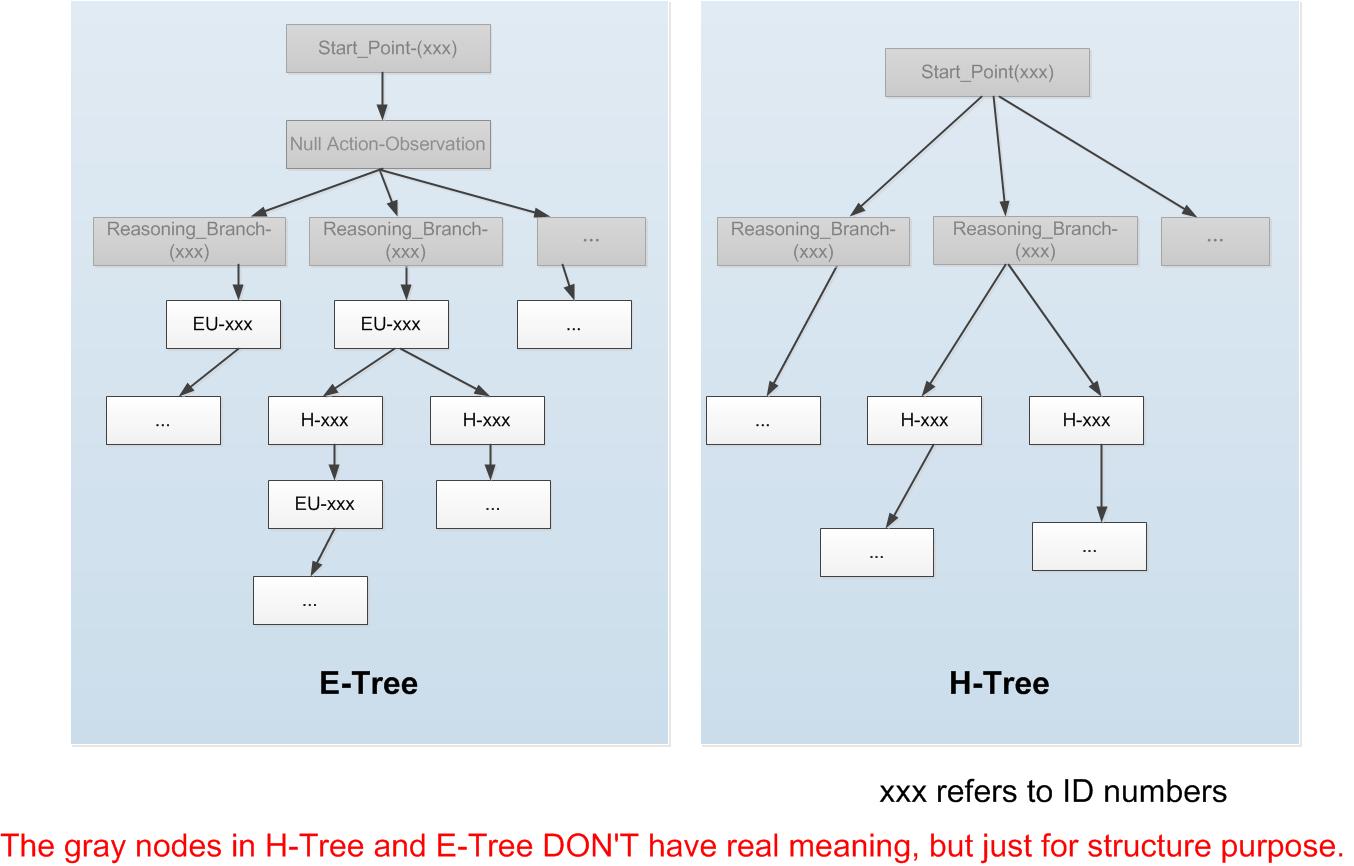 Start_Point-(xxx)
Null Action-Observation
Reasoning_Branch-
(xxx)
Reasoning_Branch-
(xxx)
...
EU-xxx
EU-xxx
...
...
H-xxx
H-xxx
EU-xxx
...
...
E-Tree
Start_Point(xxx)
Reasoning_Branch-
(xxx)
Reasoning_Branch-
(xxx)
...
...
H-xxx
H-xxx
...
...
H-Tree
xxx refers to ID numbers
The gray nodes in H-Tree and E-Tree DON'T have real meaning, but just for structure purpose.